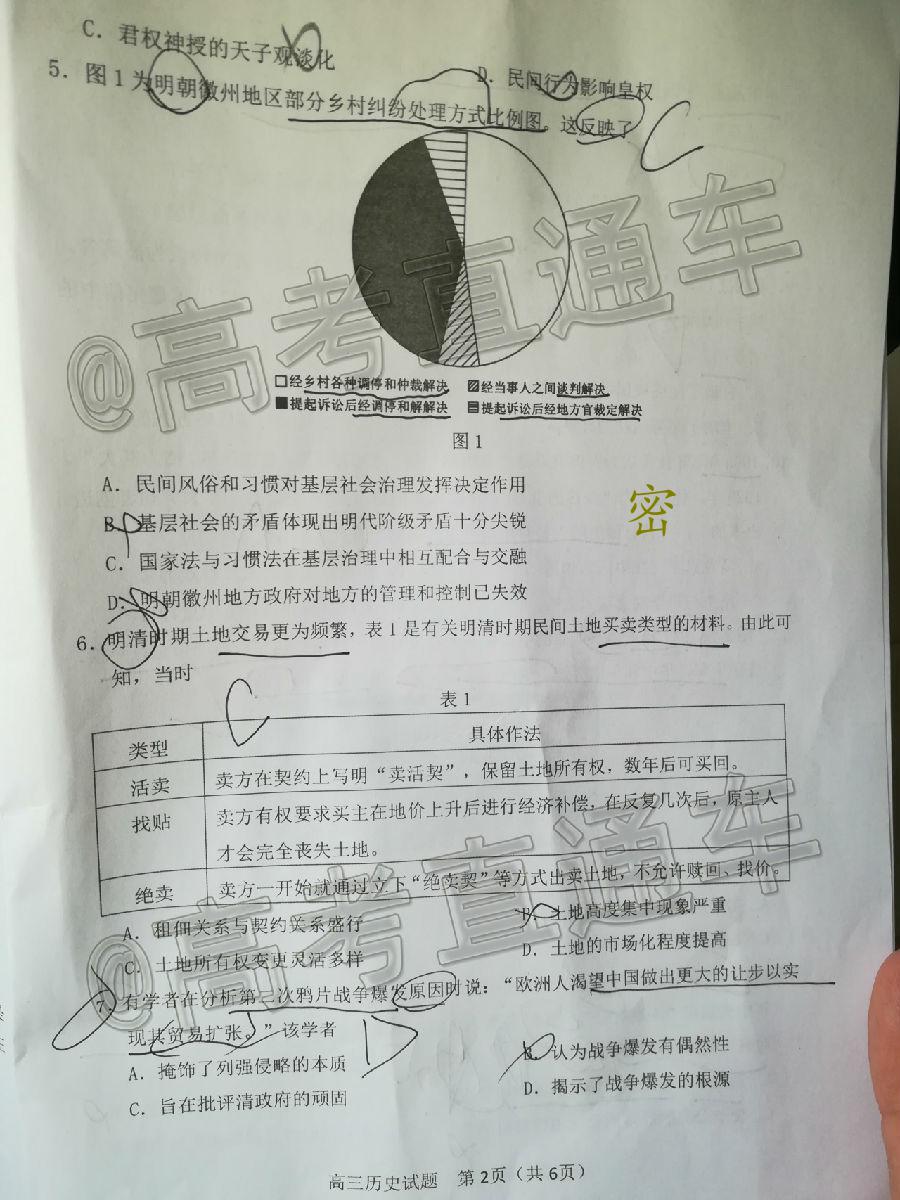 C．君权神授的天子观淡化
D．民间行为影响皇权
5．图1为明朝徽州地区部分乡村纠纷处理方式比例图。这反映了
C
□经乡村各种调停和仲裁解决 ▨经当事人之间谈判解决
■提起诉讼后经调停和解解决 ▤提起诉讼后经地方官裁定解决
图1
A．民间风俗和习惯对基层社会治理发挥决定作用
密
B．基层社会的矛盾体现出明代阶级矛盾十分尖锐
C．国家法与习惯法在基层治理中相互配合与交融
D．明朝徽州地方政府对地方的管理和控制已失效
6．明清时期土地交易更为频繁，表1是有关明清时期民间土地买卖类型的材料。由此可
知，当时
C
表1
类型 具体作法
活卖 卖方在契约上写明“卖活契”，保留土地所有权，数年后可买回。
找贴 卖方有权要求买主在地价上升后进行经济补偿，在反复几次后，原主人
才会完全丧失土地。
绝卖 卖方一开始就通过立下“绝卖契”等方式出卖土地，不允许赎回、找价。
A．租佃关系与契约关系盛行 B．土地高度集中现象严重
C．土地所有权变更灵活多样 D．土地的市场化程度提高
7．有学者在分析第二次鸦片战争爆发原因时说：“欧洲人渴望中国做出更大的让步以实
现其贸易扩张。”该学者
D
A．掩饰了列强侵略的本质 B．认为战争爆发有偶然性
C．旨在批评清政府的顽固 D．揭示了战争爆发的根源
高三历史试题 第2页（共6页）
@高考直通车
@高考直通车